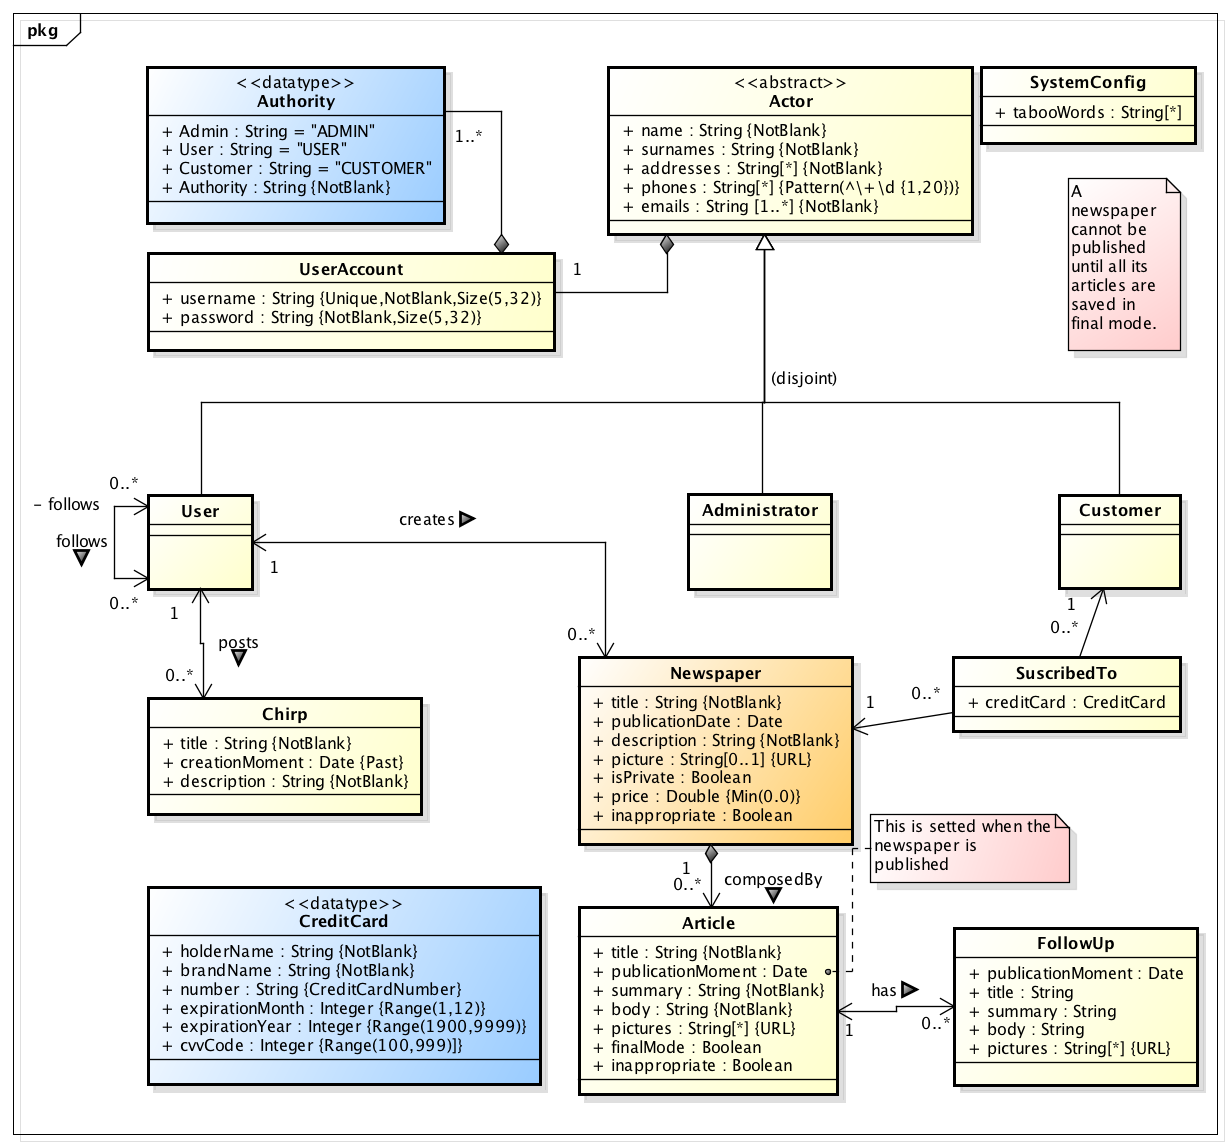 pkg
<<datatype>>
Authority
+ Admin : String = "ADMIN"
+ User : String = "USER"
+ Customer : String = "CUSTOMER"
+ Authority : String {NotBlank}
1..*
<<abstract>>
Actor
+ name : String {NotBlank}
+ surnames : String {NotBlank}
+ addresses : String[*] {NotBlank}
+ phones : String[*] {Pattern(^\+\d {1,20})}
+ emails : String [1..*] {NotBlank}
SystemConfig
+ tabooWords : String[*]
A
newspaper
cannot be
published
until all its
articles are
saved in
final mode.
UserAccount
+ username : String {Unique,NotBlank,Size(5,32)}
+ password : String {NotBlank,Size(5,32)}
1
(disjoint)
0..*
- follows
follows
0..*
User
creates
1
0..*
Administrator
Customer
1
0..*
1
posts
0..*
Chirp
+ title : String {NotBlank}
+ creationMoment : Date {Past}
+ description : String {NotBlank}
Newspaper
+ title : String {NotBlank}
+ publicationDate : Date
+ description : String {NotBlank}
+ picture : String[0..1] {URL}
+ isPrivate : Boolean
+ price : Double {Min(0.0)}
+ inappropriate : Boolean
1
0..*
SuscribedTo
+ creditCard : CreditCard
This is setted when the
newspaper is
published
1
0..*
composedBy
<<datatype>>
CreditCard
+ holderName : String {NotBlank}
+ brandName : String {NotBlank}
+ number : String {CreditCardNumber}
+ expirationMonth : Integer {Range(1,12)}
+ expirationYear : Integer {Range(1900,9999)}
+ cvvCode : Integer {Range(100,999)]}
Article
+ title : String {NotBlank}
+ publicationMoment : Date
+ summary : String {NotBlank}
+ body : String {NotBlank}
+ pictures : String[*] {URL}
+ finalMode : Boolean
+ inappropriate : Boolean
has
1
0..*
FollowUp
+ publicationMoment : Date
+ title : String
+ summary : String
+ body : String
+ pictures : String[*] {URL}